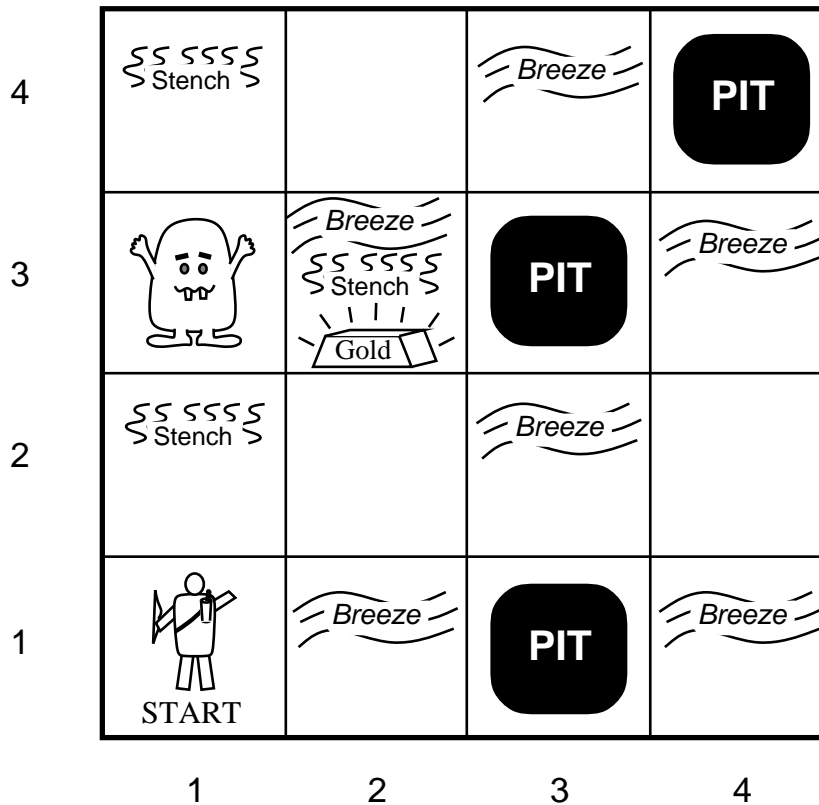 4
Stench
Breeze
PIT
3
Breeze
Stench
Gold
PIT
Breeze
2
Stench
Breeze
1
START
Breeze
PIT
Breeze
1 2 3 4